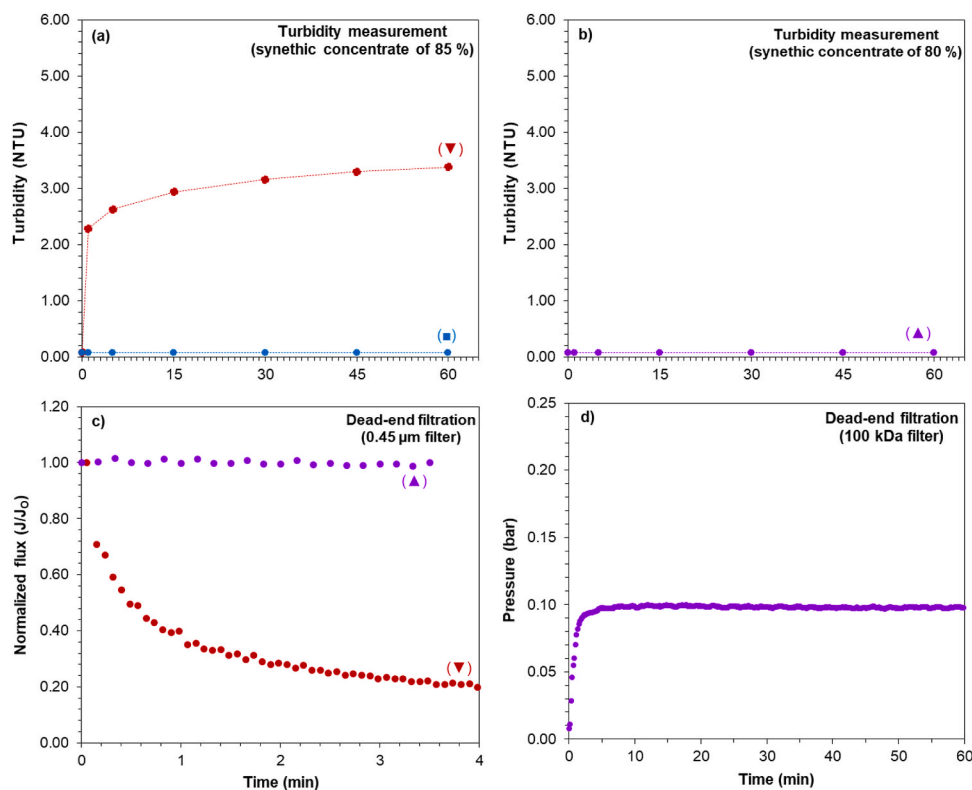 (a)
Turbidity measurement
(synethic concentrate of 85 %)
6.00
5.00
4.00
3.00
2.00
1.00
0.00
Turbidity (NTU)
(▼)
(■)
0 15 30 45 60
b)
Turbidity measurement
(synethic concentrate of 80 %)
6.00
5.00
4.00
3.00
2.00
1.00
0.00
Turbidity (NTU)
(▲)
0 15 30 45 60
c)
Dead-end filtration
(0.45 µm filter)
1.20
1.00
0.80
0.60
0.40
0.20
0.00
Normalized flux (J/J₀)
(▲)
(▼)
0 1 2 3 4
Time (min)
d)
Dead-end filtration
(100 kDa filter)
0.25
0.20
0.15
0.10
0.05
0.00
Pressure (bar)
0 10 20 30 40 50 60
Time (min)